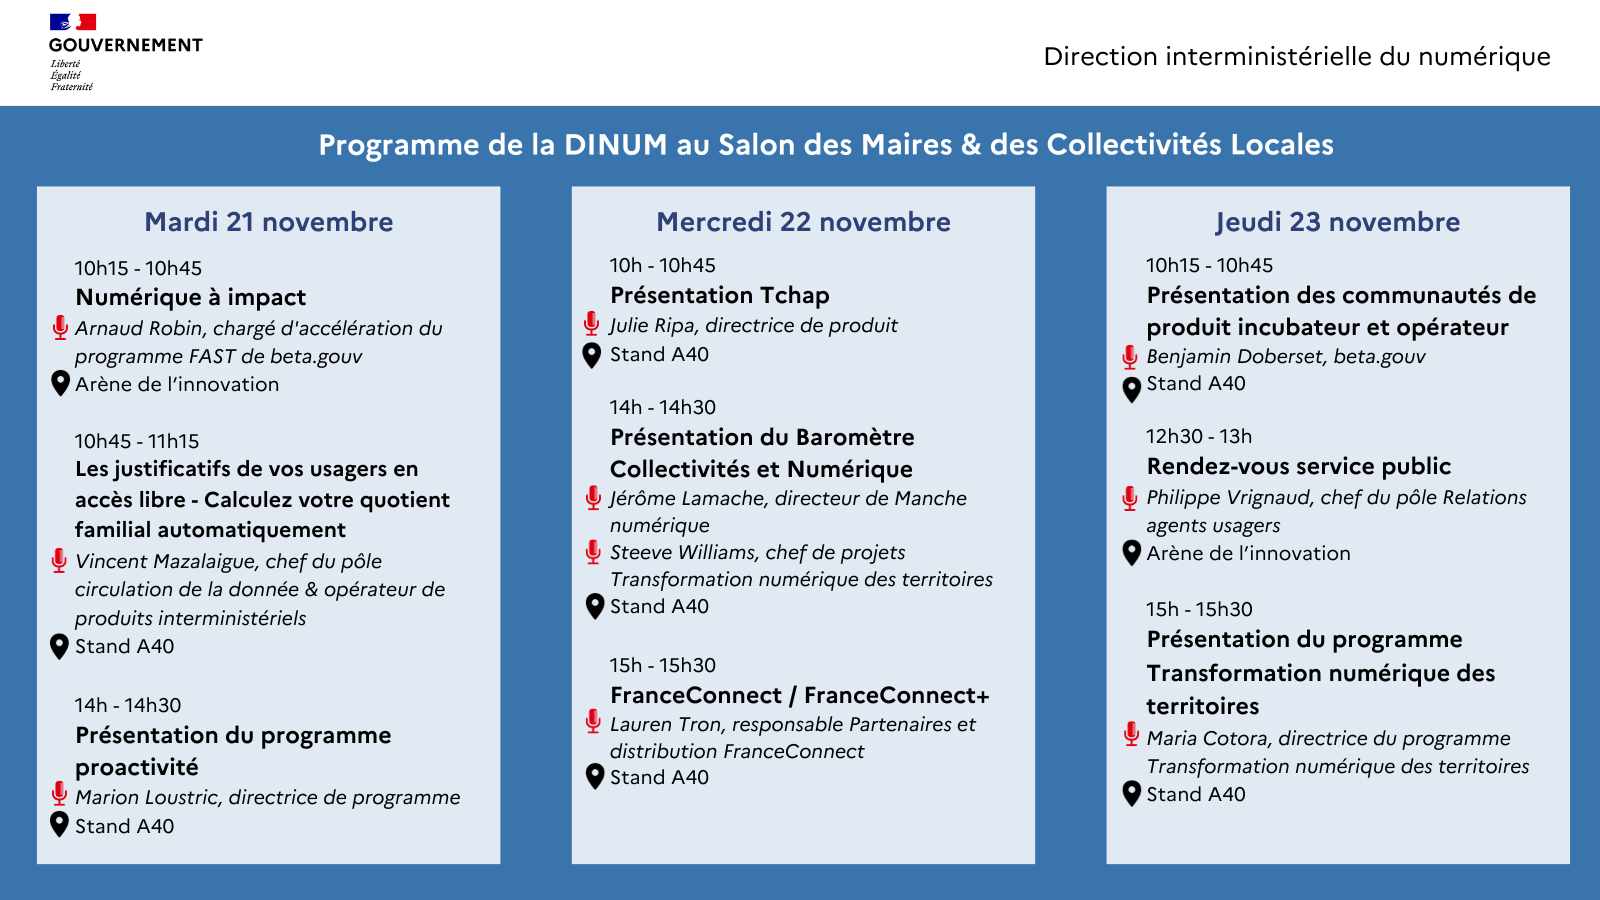 GOUVERNEMENT
Liberté
Égalité
Fraternité
Direction interministérielle du numérique
Programme de la DINUM au Salon des Maires & des Collectivités Locales
Mardi 21 novembre
10h15 - 10h45
Numérique à impact
Arnaud Robin, chargé d'accélération du
programme FAST de beta.gouv
Arène de l’innovation
10h45 - 11h15
Les justificatifs de vos usagers en
accès libre - Calculez votre quotient
familial automatiquement
Vincent Mazalaigue, chef du pôle
circulation de la donnée & opérateur de
produits interministériels
Stand A40
14h - 14h30
Présentation du programme
proactivité
Marion Loustric, directrice de programme
Stand A40
Mercredi 22 novembre
10h - 10h45
Présentation Tchap
Julie Ripa, directrice de produit
Stand A40
14h - 14h30
Présentation du Baromètre
Collectivités et Numérique
Jérôme Lamache, directeur de Manche
numérique
Steeve Williams, chef de projets
Transformation numérique des territoires
Stand A40
15h - 15h30
FranceConnect / FranceConnect+
Lauren Tron, responsable Partenaires et
distribution FranceConnect
Stand A40
Jeudi 23 novembre
10h15 - 10h45
Présentation des communautés de
produit incubateur et opérateur
Benjamin Doberset, beta.gouv
Stand A40
12h30 - 13h
Rendez-vous service public
Philippe Vrignaud, chef du pôle Relations
agents usagers
Arène de l’innovation
15h - 15h30
Présentation du programme
Transformation numérique des
territoires
Maria Cotora, directrice du programme
Transformation numérique des territoires
Stand A40